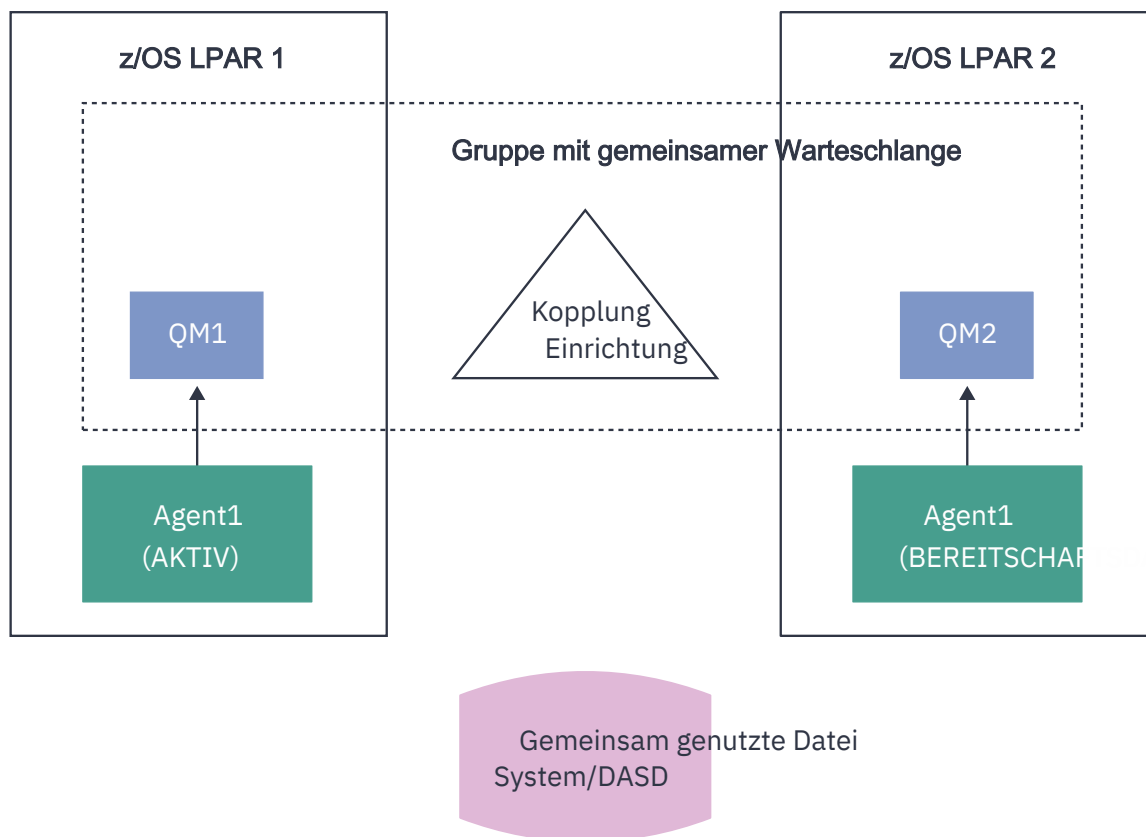 z/OS LPAR 1
z/OS LPAR 2
Gruppe mit gemeinsamer Warteschlange
Kopplung
Einrichtung
QM1
QM2
Agent1
(AKTIV)
Agent1
Gemeinsam genutzte Datei
System/DASD